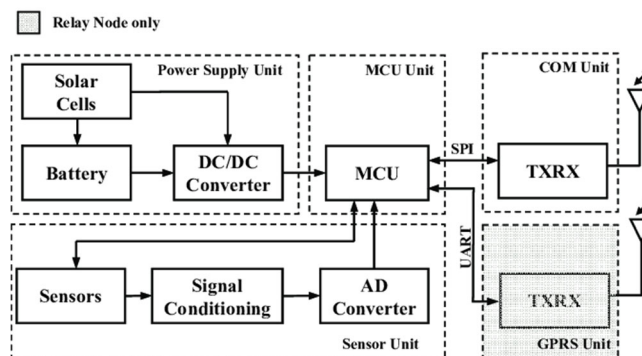 Relay Node only
Power Supply Unit
MCU Unit
COM Unit
Solar
Cells
Battery
DC/DC
Converter
MCU
SPI
TXRX
UART
Sensors
Signal
Conditioning
AD
Converter
Sensor Unit
TXRX
GPRS Unit